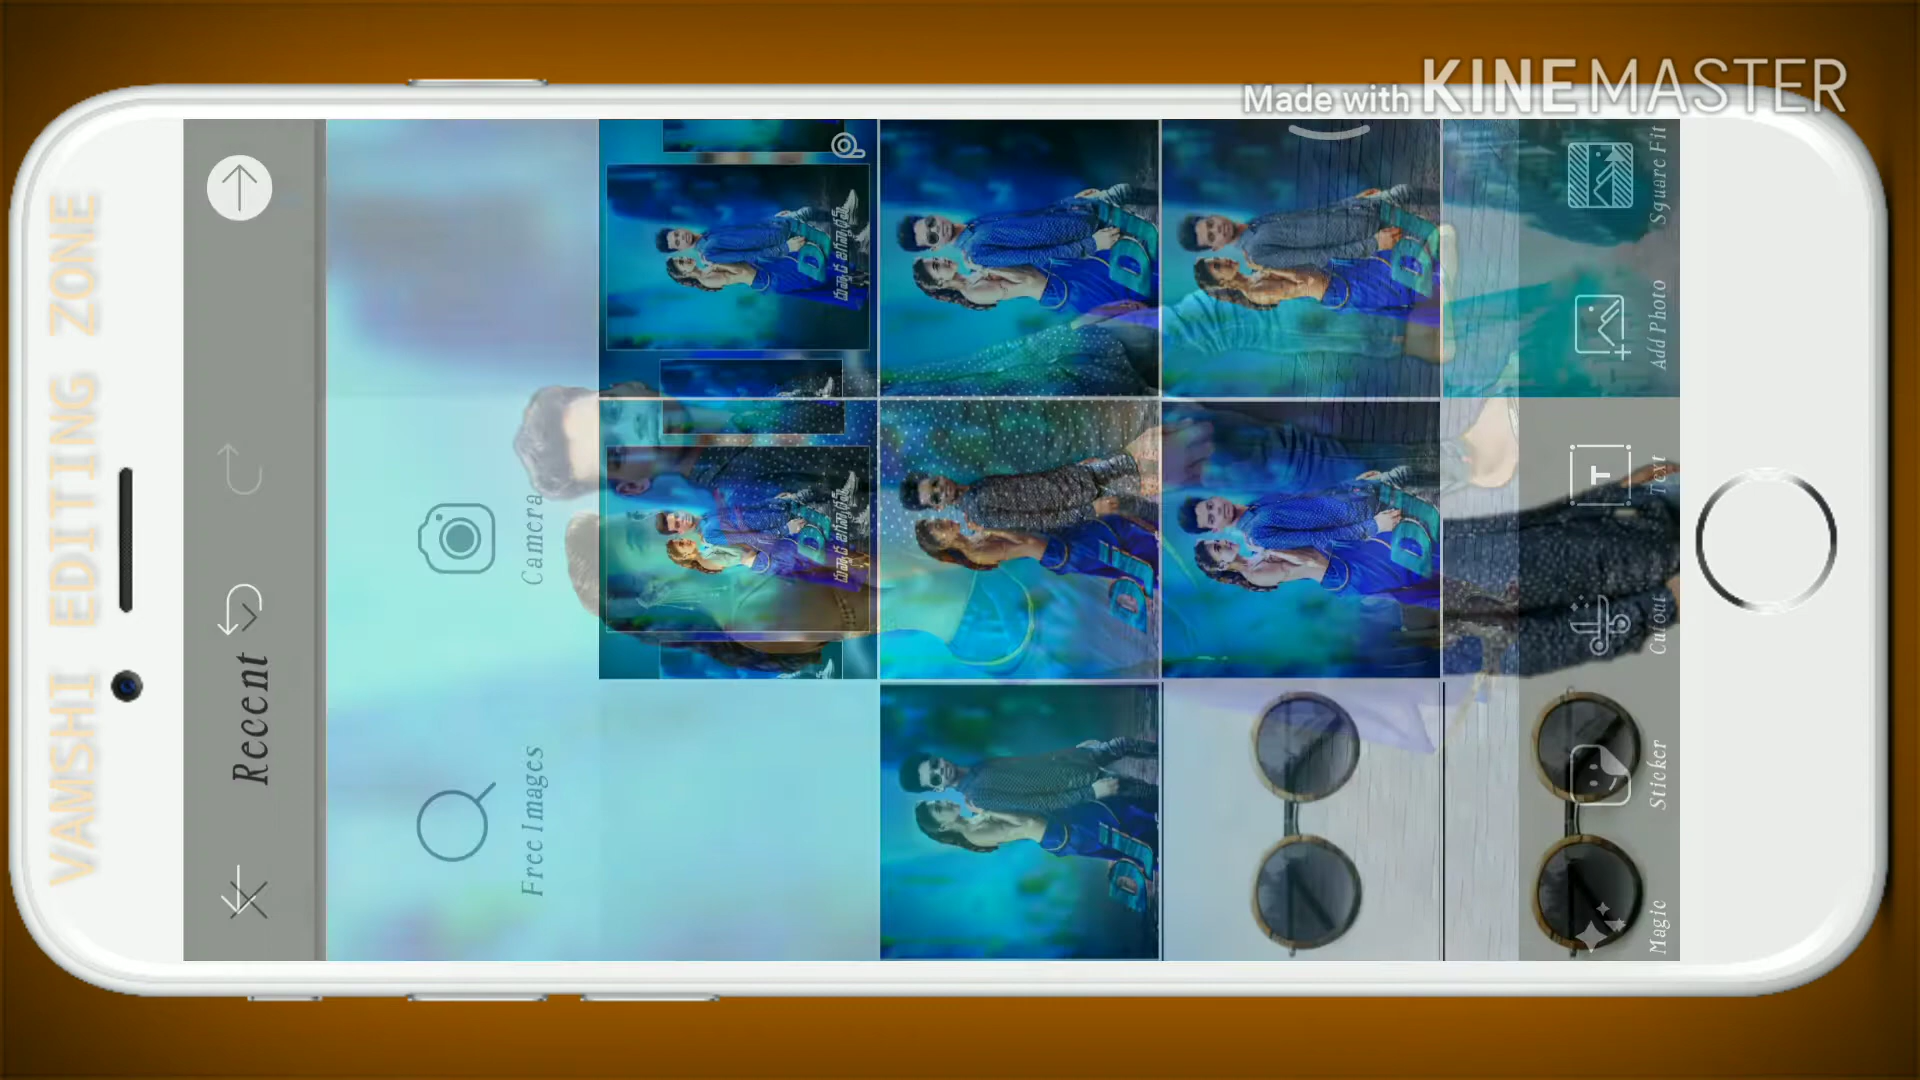 Made with KINEMASTER
VAMSHI EDITING ZONE
Recent
Camera
Free Images
Square Fit
Add Photo
Text
Cutout
Sticker
Magic